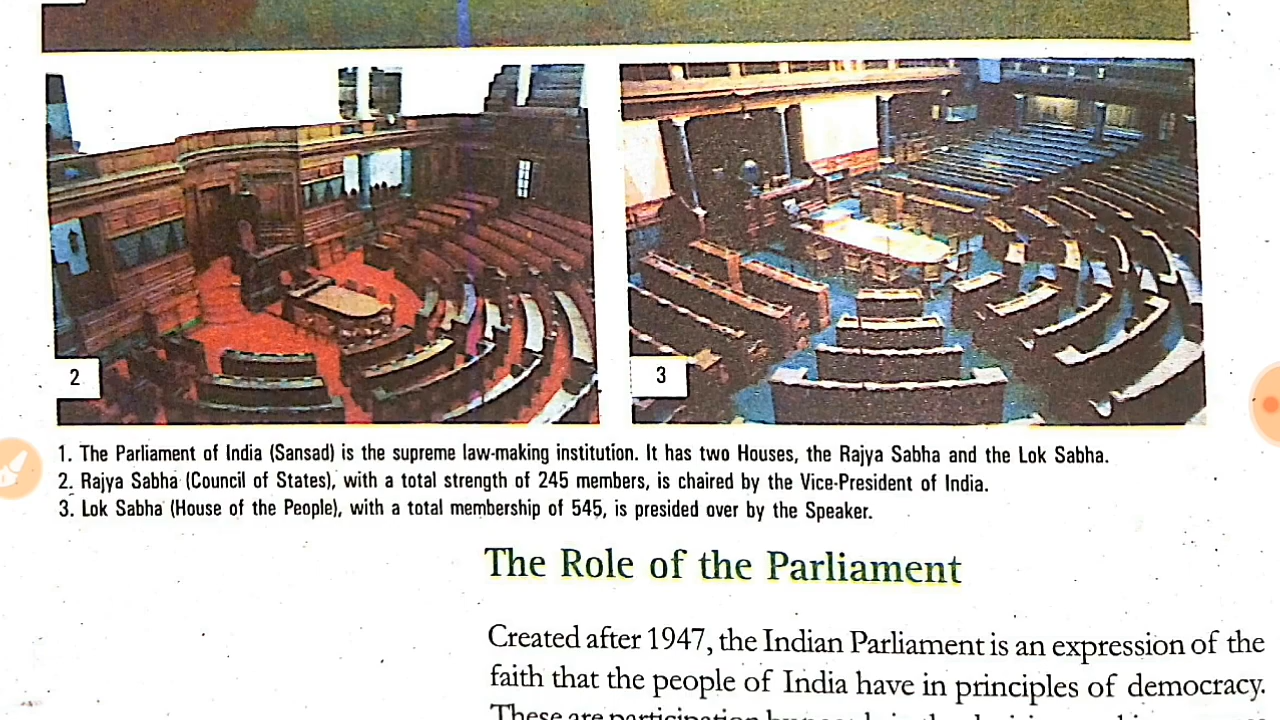 2
3
1. The Parliament of India (Sansad) is the supreme law-making institution. It has two Houses, the Rajya Sabha and the Lok Sabha.
2. Rajya Sabha (Council of States), with a total strength of 245 members, is chaired by the Vice-President of India.
3. Lok Sabha (House of the People), with a total membership of 545, is presided over by the Speaker.
The Role of the Parliament
Created after 1947, the Indian Parliament is an expression of the
faith that the people of India have in principles of democracy.
These are participation